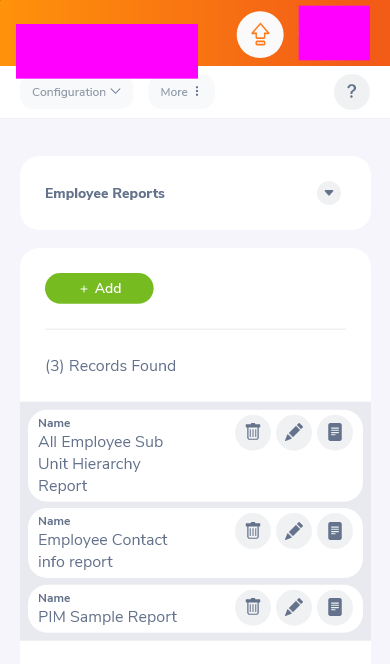 Configuration
More
?
Employee Reports
+ Add
(3) Records Found
Name
All Employee Sub
Unit Hierarchy
Report
Name
Employee Contact
info report
Name
PIM Sample Report